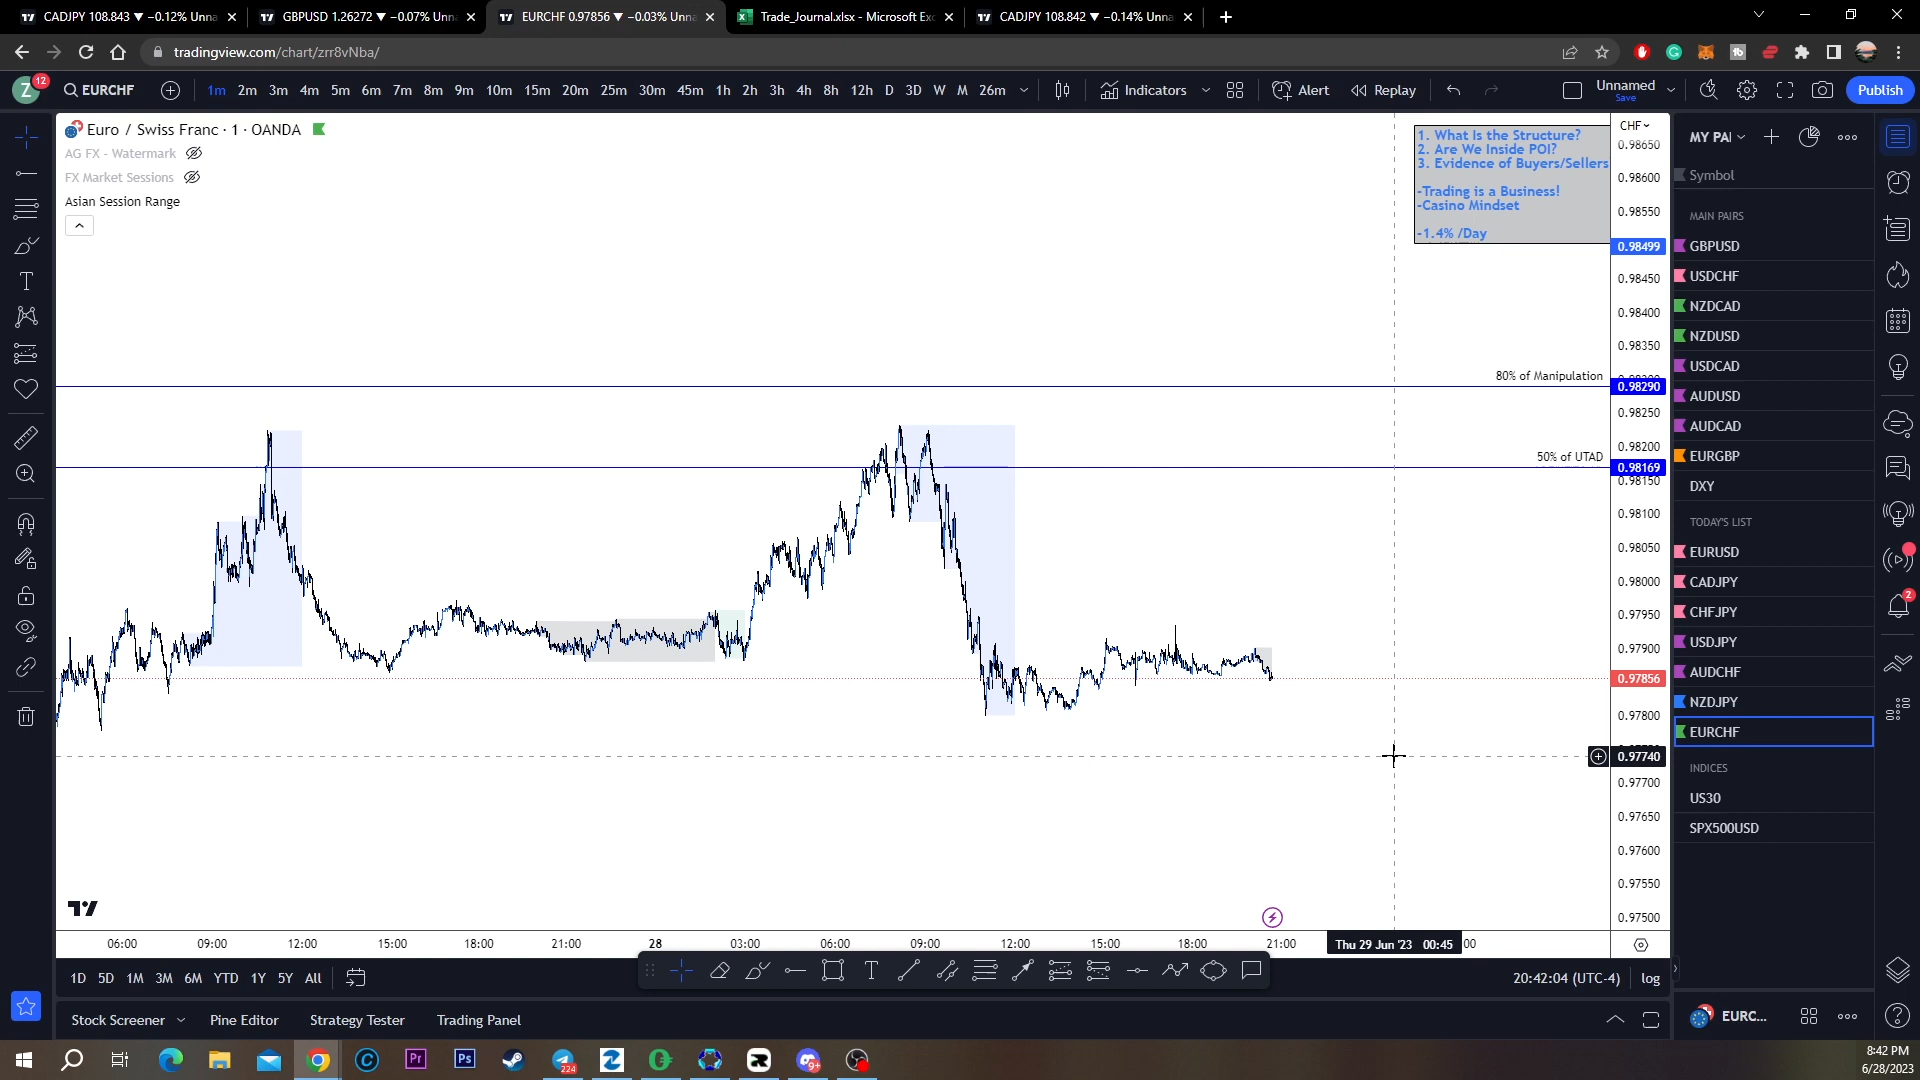 CADJPY 108.843 ▼ −0.12% Unna
GBPUSD 1.26272 ▼ −0.07% Unn
EURCHF 0.97856 ▼ −0.03% Unna
Trade_Journal.xlsx - Microsoft Exc
CADJPY 108.842 ▼ −0.14% Unna
tradingview.com/chart/zrr8vNba/
Z
12
EURCHF
1m 2m 3m 4m 5m 6m 7m 8m 9m 10m 15m 20m 25m 30m 45m 1h 2h 3h 4h 8h 12h D 3D W M 26m
Indicators
Alert
Replay
Unnamed
Save
Publish
Euro / Swiss Franc · 1 · OANDA
AG FX - Watermark
FX Market Sessions
Asian Session Range
1. What Is the Structure?
2. Are We Inside POI?
3. Evidence of Buyers/Sellers
-Trading is a Business!
-Casino Mindset
-1.4% /Day
CHF
0.98650
0.98600
0.98550
0.98499
0.98450
0.98400
0.98350
80% of Manipulation
0.98290
0.98250
0.98200
50% of UTAD
0.98169
0.98150
0.98100
0.98050
0.98000
0.97950
0.97900
0.97856
0.97800
0.97740
0.97700
0.97650
0.97600
0.97550
0.97500
06:00 09:00 12:00 15:00 18:00 21:00 28 03:00 06:00 09:00 12:00 15:00 18:00 21:00 Thu 29 Jun '23 00:45 :00
1D 5D 1M 3M 6M YTD 1Y 5Y All
20:42:04 (UTC-4)
log
Stock Screener
Pine Editor
Strategy Tester
Trading Panel
MY PAI
Symbol
MAIN PAIRS
GBPUSD
USDCHF
NZDCAD
NZDUSD
USDCAD
AUDUSD
AUDCAD
EURGBP
DXY
TODAY'S LIST
EURUSD
CADJPY
CHFJPY
USDJPY
AUDCHF
NZDJPY
EURCHF
INDICES
US30
SPX500USD
2
EURC...
Pr
Ps
224
9+
8:42 PM
6/28/2023